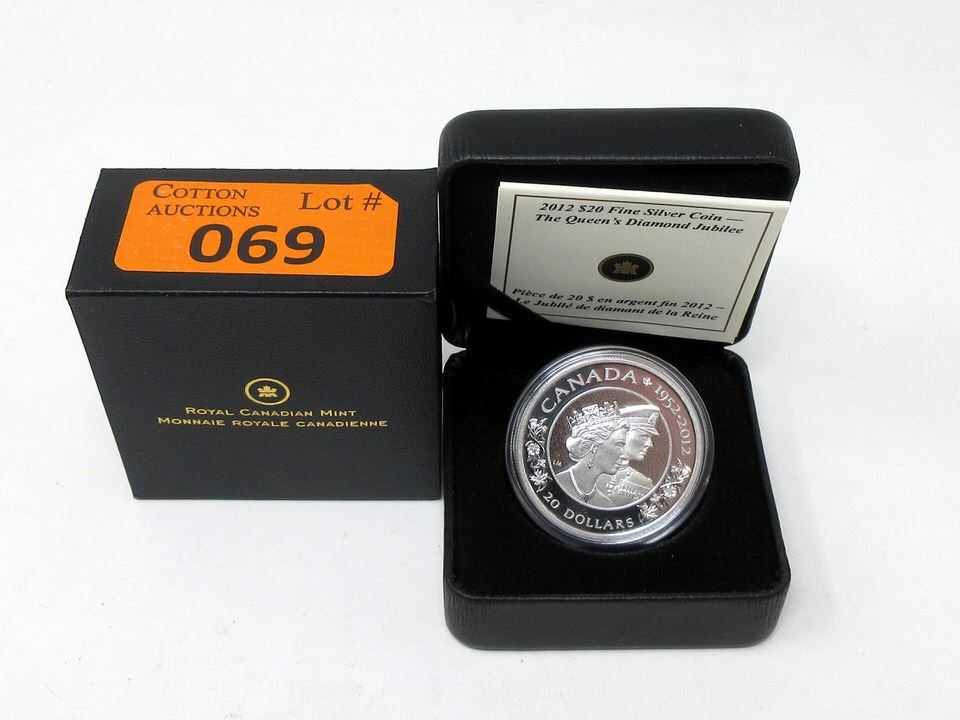 COTTON
AUCTIONS
Lot #
069
ROYAL CANADIAN MINT
MONNAIE ROYALE CANADIENNE
2012 $20 Fine Silver Coin —
The Queen's Diamond Jubilee
Pièce de 20 $ en argent fin 2012 –
Le Jubilé de diamant de la Reine
CANADA 1952-2012
20 DOLLARS